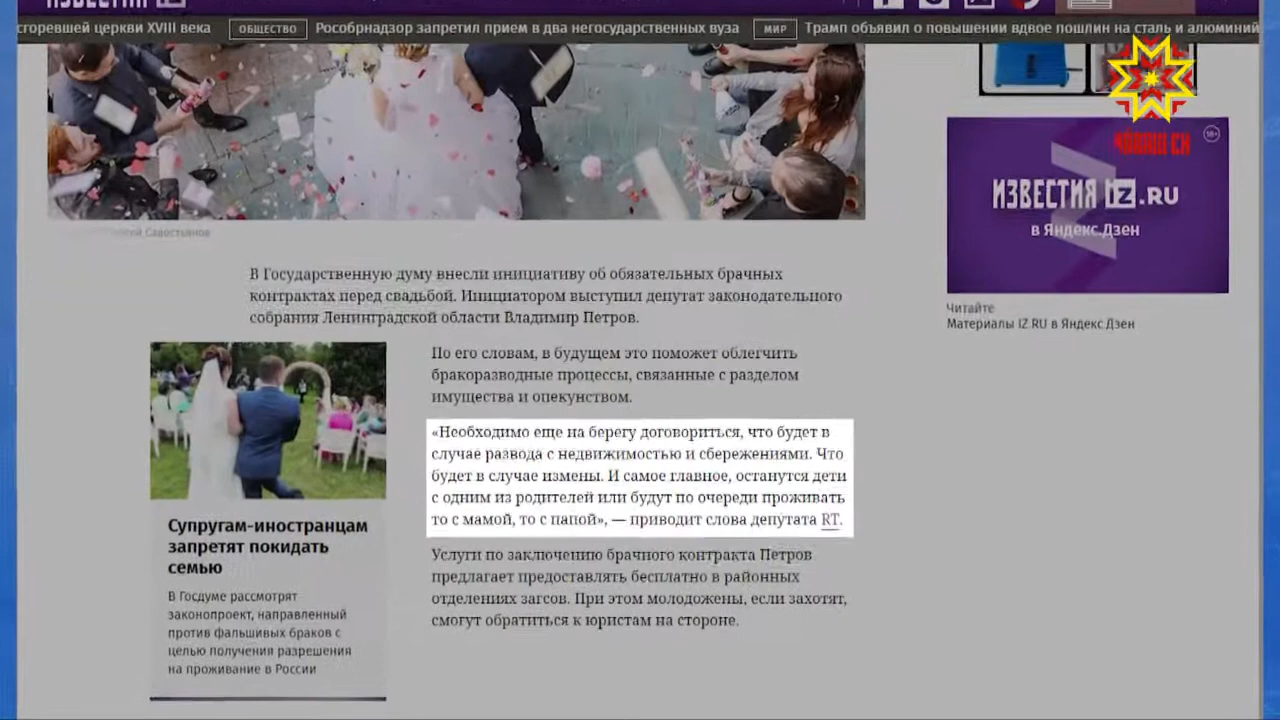 ИЗВЕСТИЯ IZ
сгоревшей церкви XVIII века
ОБЩЕСТВО
Рособрнадзор запретил прием в два негосударственных вуза
МИР
Трамп объявил о повышении вдвое пошлин на сталь и алюминий
18+
ИЗВЕСТИЯ IZ.RU
в Яндекс.Дзен
Читайте
Материалы IZ.RU в Яндекс Дзен
Савостьянов
В Государственную думу внесли инициативу об обязательных брачных
контрактах перед свадьбой. Инициатором выступил депутат законодательного
собрания Ленинградской области Владимир Петров.
По его словам, в будущем это поможет облегчить
бракоразводные процессы, связанные с разделом
имущества и опекунством.
«Необходимо еще на берегу договориться, что будет в
случае развода с недвижимостью и сбережениями. Что
будет в случае измены. И самое главное, останутся дети
с одним из родителей или будут по очереди проживать
то с мамой, то с папой», — приводит слова депутата RT.
Услуги по заключению брачного контракта Петров
предлагает предоставлять бесплатно в районных
отделениях загсов. При этом молодожены, если захотят,
смогут обратиться к юристам на стороне.
Супругам-иностранцам
запретят покидать
семью
В Госдуме рассмотрят
законопроект, направленный
против фальшивых браков с
целью получения разрешения
на проживание в России